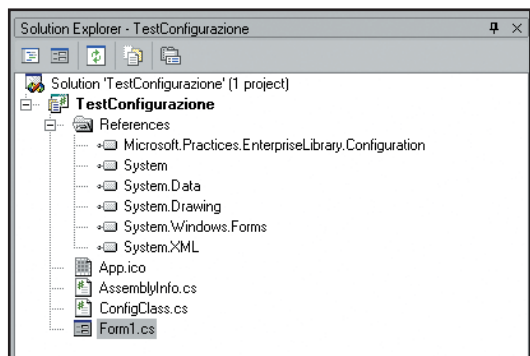 Solution Explorer - TestConfigurazione
Solution 'TestConfigurazione' (1 project)
TestConfigurazione
References
Microsoft.Practices.EnterpriseLibrary.Configuration
System
System.Data
System.Drawing
System.Windows.Forms
System.XML
App.ico
AssemblyInfo.cs
ConfigClass.cs
Form1.cs